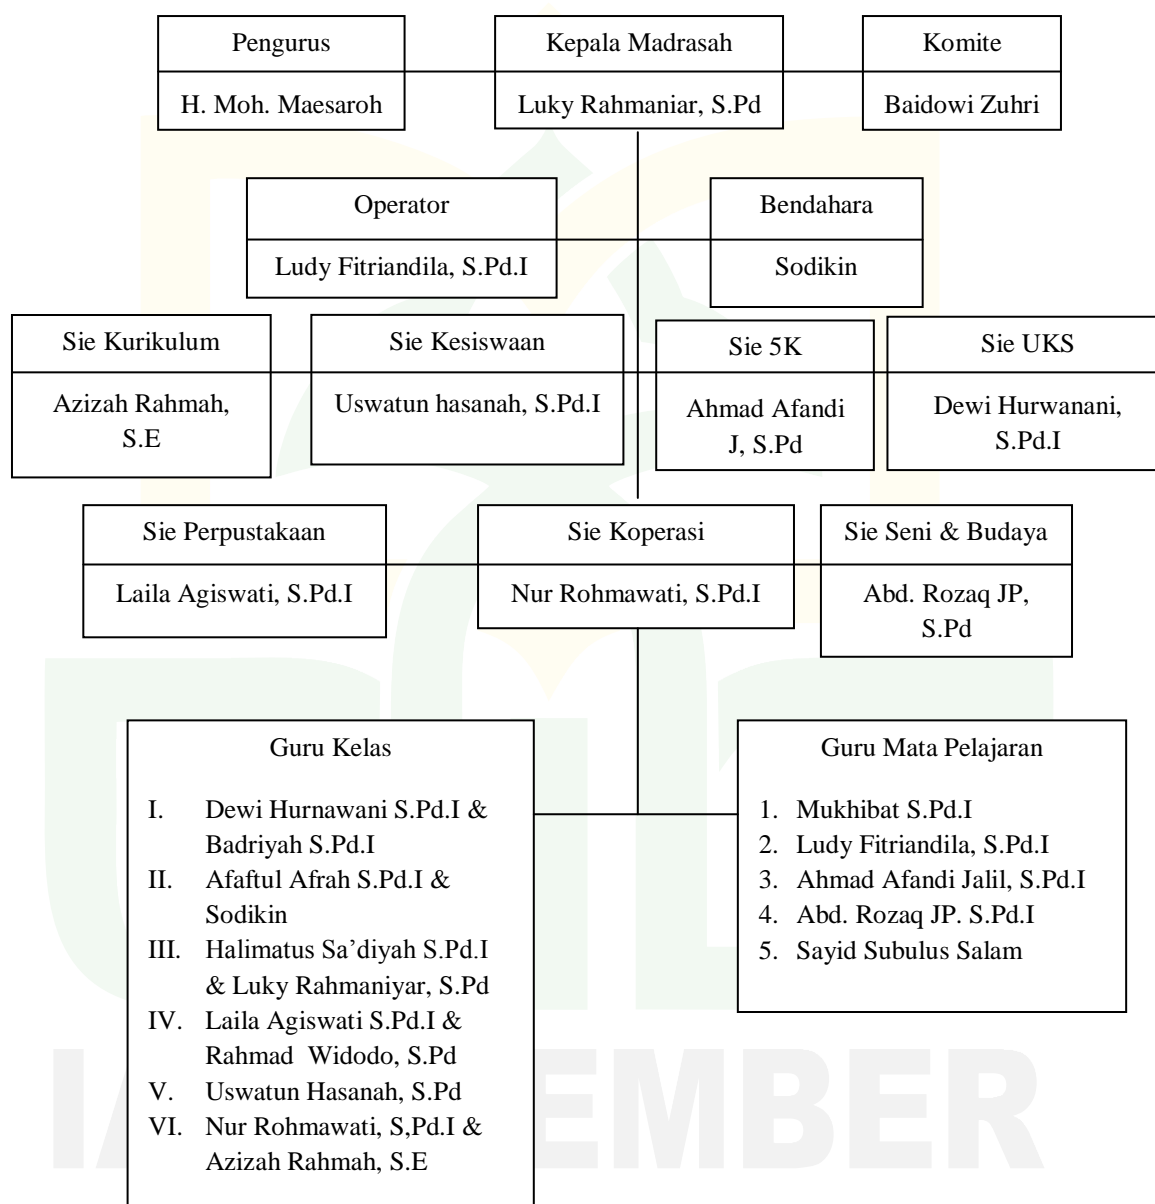 Pengurus
H. Moh. Maesaroh
Kepala Madrasah
Luky Rahmaniar, S.Pd
Komite
Baidowi Zuhri
Operator
Ludy Fitriandila, S.Pd.I
Bendahara
Sodikin
Sie Kurikulum
Azizah Rahmah,
S.E
Sie Kesiswaan
Uswatun hasanah, S.Pd.I
Sie 5K
Ahmad Afandi
J, S.Pd
Sie UKS
Dewi Hurwanani,
S.Pd.I
Sie Perpustakaan
Laila Agiswati, S.Pd.I
Sie Koperasi
Nur Rohmawati, S.Pd.I
Sie Seni & Budaya
Abd. Rozaq JP,
S.Pd
Guru Kelas
I. Dewi Hurnawani S.Pd.I &
Badriyah S.Pd.I
II. Afaftul Afrah S.Pd.I &
Sodikin
III. Halimatus Sa’diyah S.Pd.I
& Luky Rahmaniyar, S.Pd
IV. Laila Agiswati S.Pd.I &
Rahmad Widodo, S.Pd
V. Uswatun Hasanah, S.Pd
VI. Nur Rohmawati, S,Pd.I &
Azizah Rahmah, S.E
Guru Mata Pelajaran
1. Mukhibat S.Pd.I
2. Ludy Fitriandila, S.Pd.I
3. Ahmad Afandi Jalil, S.Pd.I
4. Abd. Rozaq JP. S.Pd.I
5. Sayid Subulus Salam